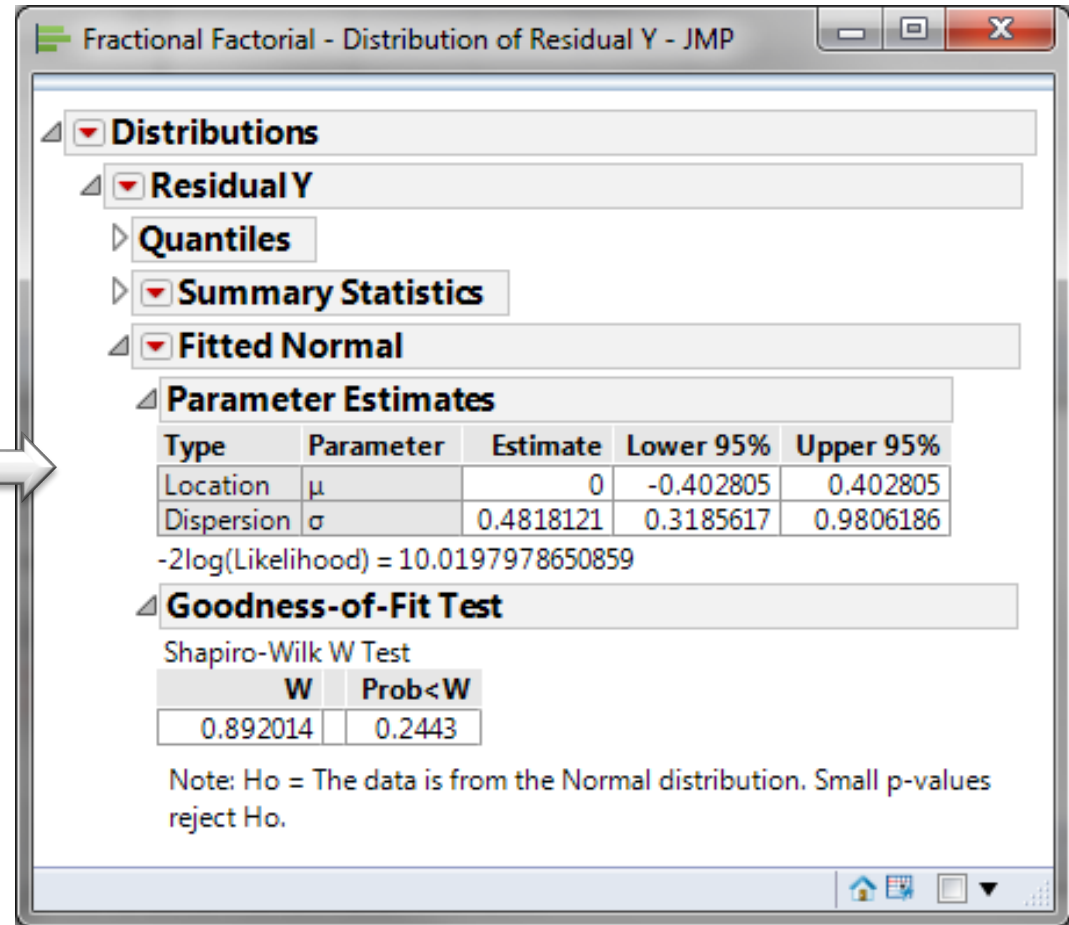 Fractional Factorial - Distribution of Residual Y - JMP
Distributions
Residual Y
Quantiles
Summary Statistics
Fitted Normal
Parameter Estimates
Type Parameter Estimate Lower 95% Upper 95%
Location μ 0 -0.402805 0.402805
Dispersion σ 0.4818121 0.3185617 0.9806186
-2log(Likelihood) = 10.0197978650859
Goodness-of-Fit Test
Shapiro-Wilk W Test
W Prob<W
0.892014 0.2443
Note: Ho = The data is from the Normal distribution. Small p-values
reject Ho.